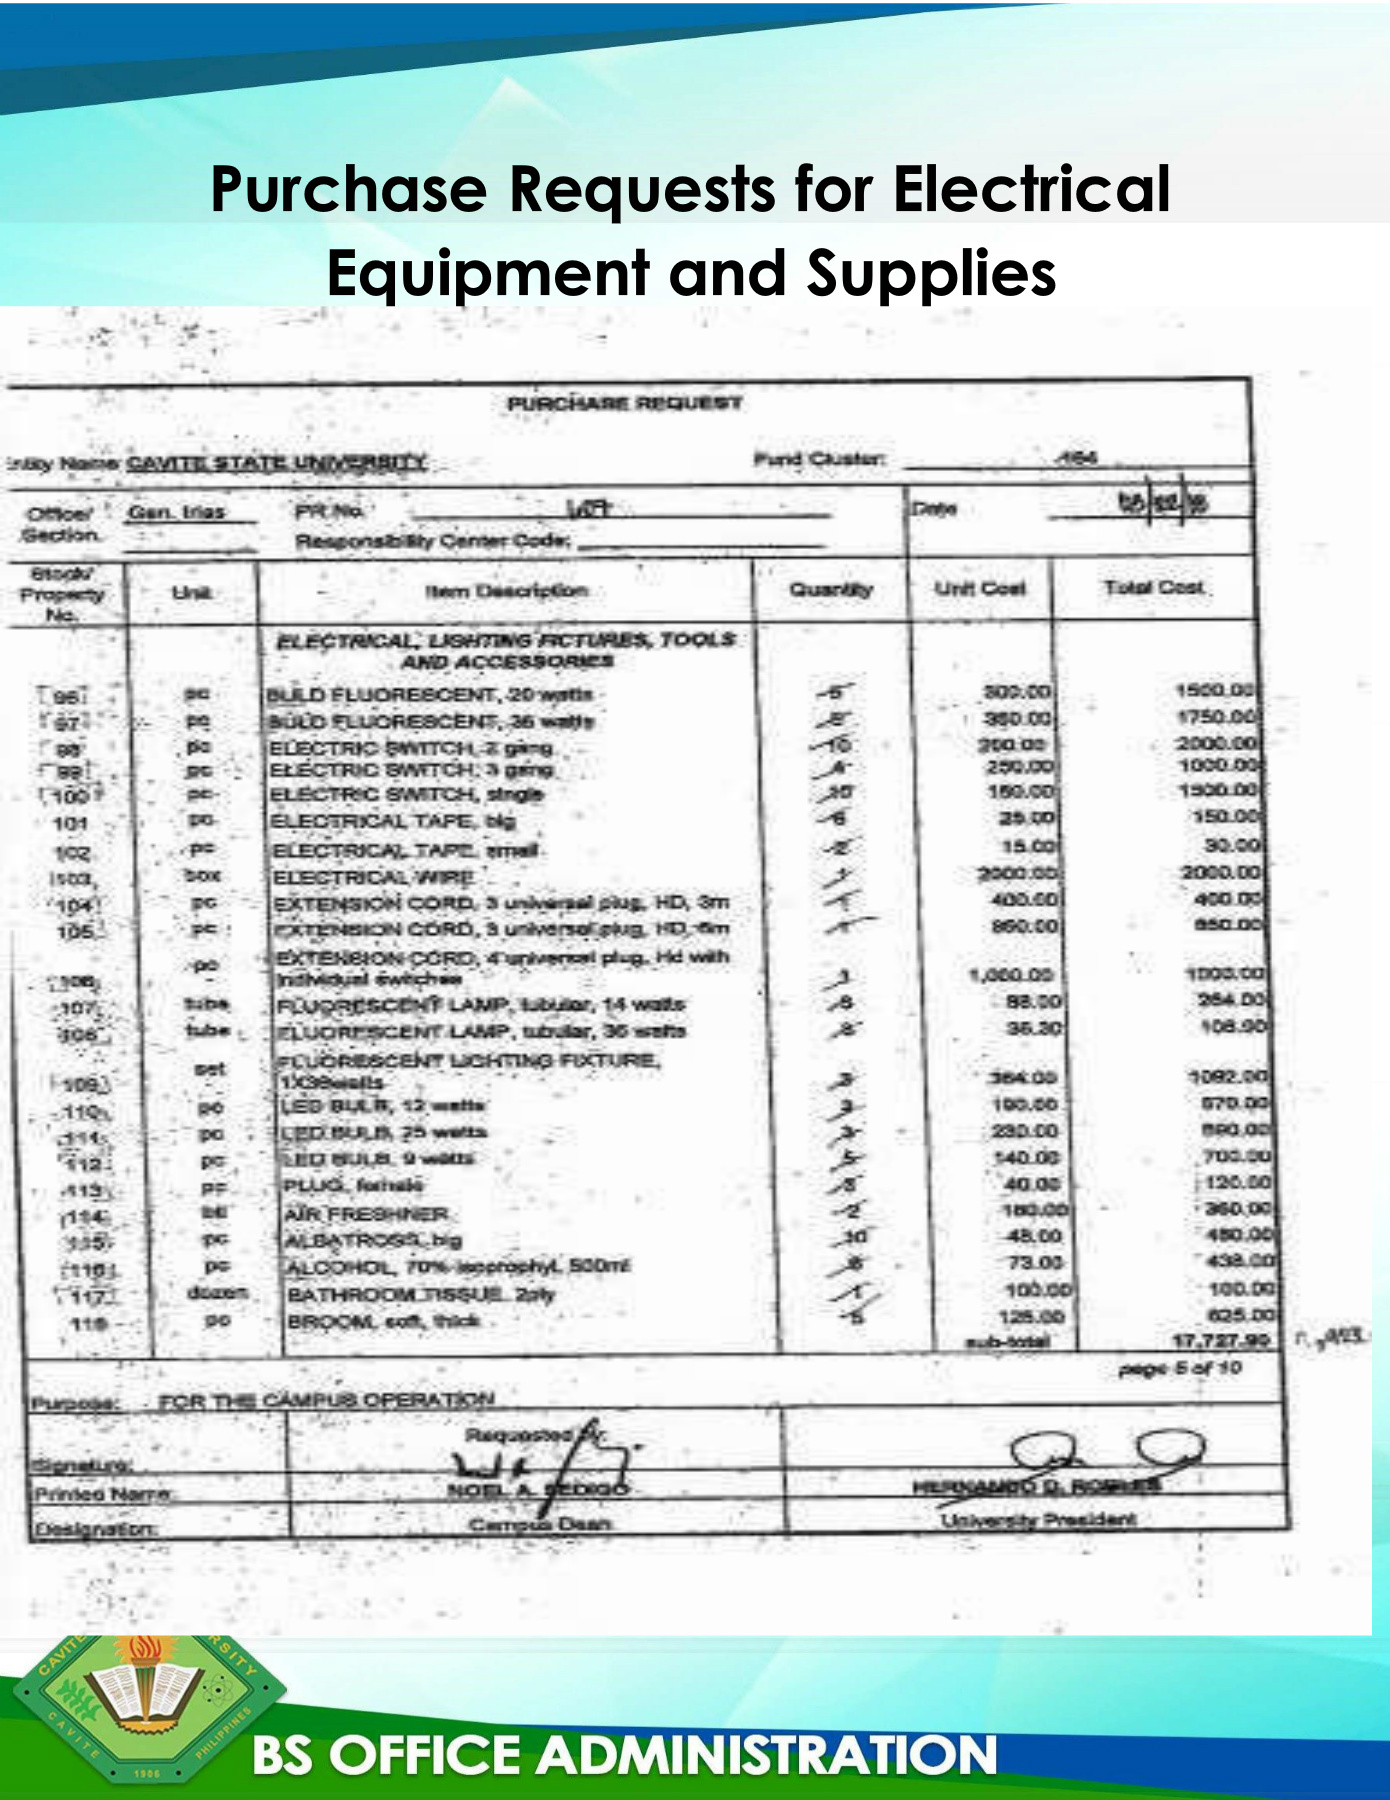 Purchase Requests for Electrical
Equipment and Supplies
PURCHASE REQUEST
Entity Name CAVITE STATE UNIVERSITY Fund Cluster: 164
Office/ Section. Gen. trias PR No. Date
Responsibility Center Code:
Stock/ Property No. Unit Item Description Quantity Unit Cost Total Cost
ELECTRICAL, LIGHTING FICTURES, TOOLS
AND ACCESSORIES
96 pc BULD FLUORESCENT, 20 watts 5 300.00 1500.00
97 pc BULD FLUORESCENT, 36 watts 5 350.00 1750.00
98 pc ELECTRIC SWITCH, 2 gang 10 200.00 2000.00
99 pc ELECTRIC SWITCH, 3 gang 4 250.00 1000.00
100 pc ELECTRIC SWITCH, single 10 150.00 1500.00
101 pc ELECTRICAL TAPE, big 6 25.00 150.00
102 pc ELECTRICAL TAPE, small 2 15.00 30.00
103 box ELECTRICAL WIRE 1 2000.00 2000.00
104 pc EXTENSION CORD, 3 universal plug, HD, 3m 1 400.00 400.00
105 pc EXTENSION CORD, 3 universal plug, HD, 6m 1 850.00 850.00
EXTENSION CORD, 4 universal plug, Hd with
106 pc individual switches 1 1,000.00 1000.00
107 tube FLUORESCENT LAMP, tubular, 14 watts 3 88.00 264.00
108 tube FLUORESCENT LAMP, tubular, 36 watts 3
FLUORESCENT LIGHTING FIXTURE,
109 set 3 364.00 1092.00
110 pc LED BULB, 12 watts 3 190.00 570.00
111 pc LED BULB, 25 watts 3 230.00 690.00
112 pc LED BULB, 9 watts 5 140.00 700.00
113 pc PLUG, female 3 40.00 120.00
114 AIR FRESHNER 2 180.00 360.00
115 pc ALBATROSS, big 10 48.00 480.00
116 pc ALCOHOL, 70% isoprophyl, 500ml 6 73.00 438.00
117 dozen BATHROOM TISSUE, 2ply 1 100.00 100.00
118 pc BROOM, soft, thick 5 125.00 625.00
sub-total 17,727.90
page 5 of 10
Purpose: FOR THE CAMPUS OPERATION
Requested by:
Signature:
Printed Name: NOEL A. SEDIGO HERNANDO D. ROBLES
Designation: Campus Dean University President
CAVITE
CAVITE
PHILIPPINES
1906
BS OFFICE ADMINISTRATION